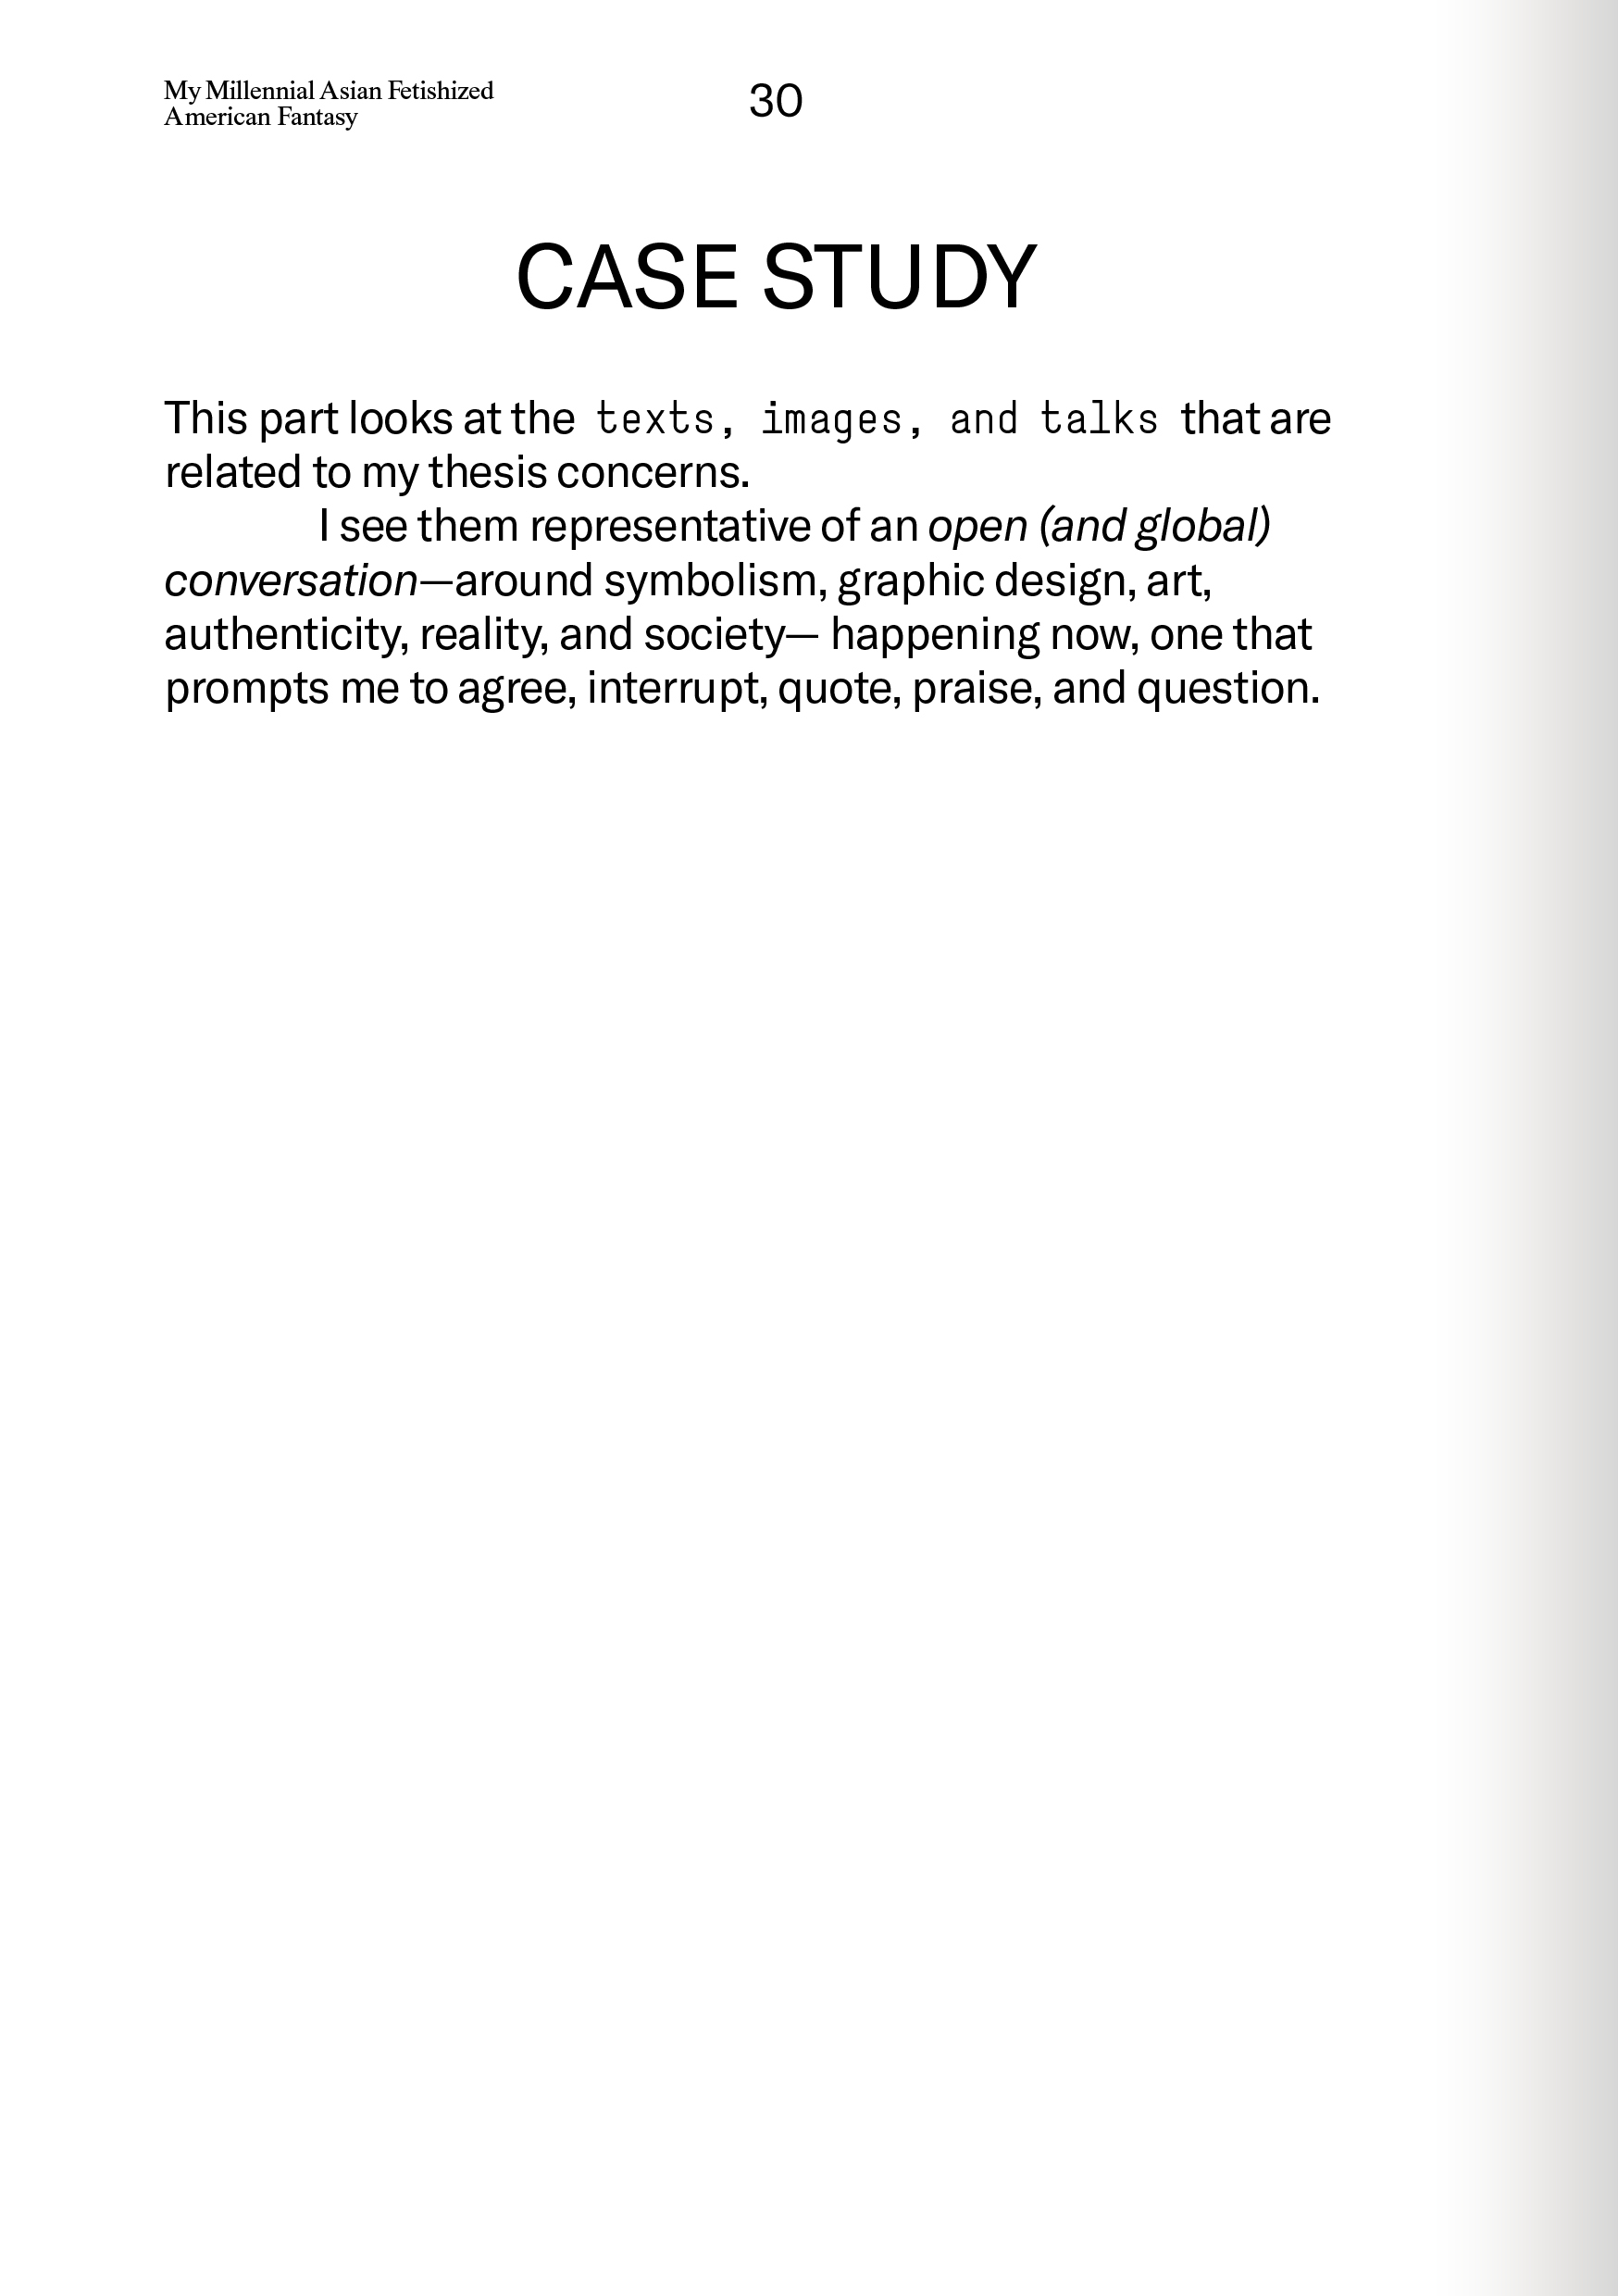 My Millennial Asian Fetishized
American Fantasy
30
CASE STUDY
This part looks at the texts, images, and talks that are
related to my thesis concerns.
I see them representative of an open (and global)
conversation—around symbolism, graphic design, art,
authenticity, reality, and society— happening now, one that
prompts me to agree, interrupt, quote, praise, and question.